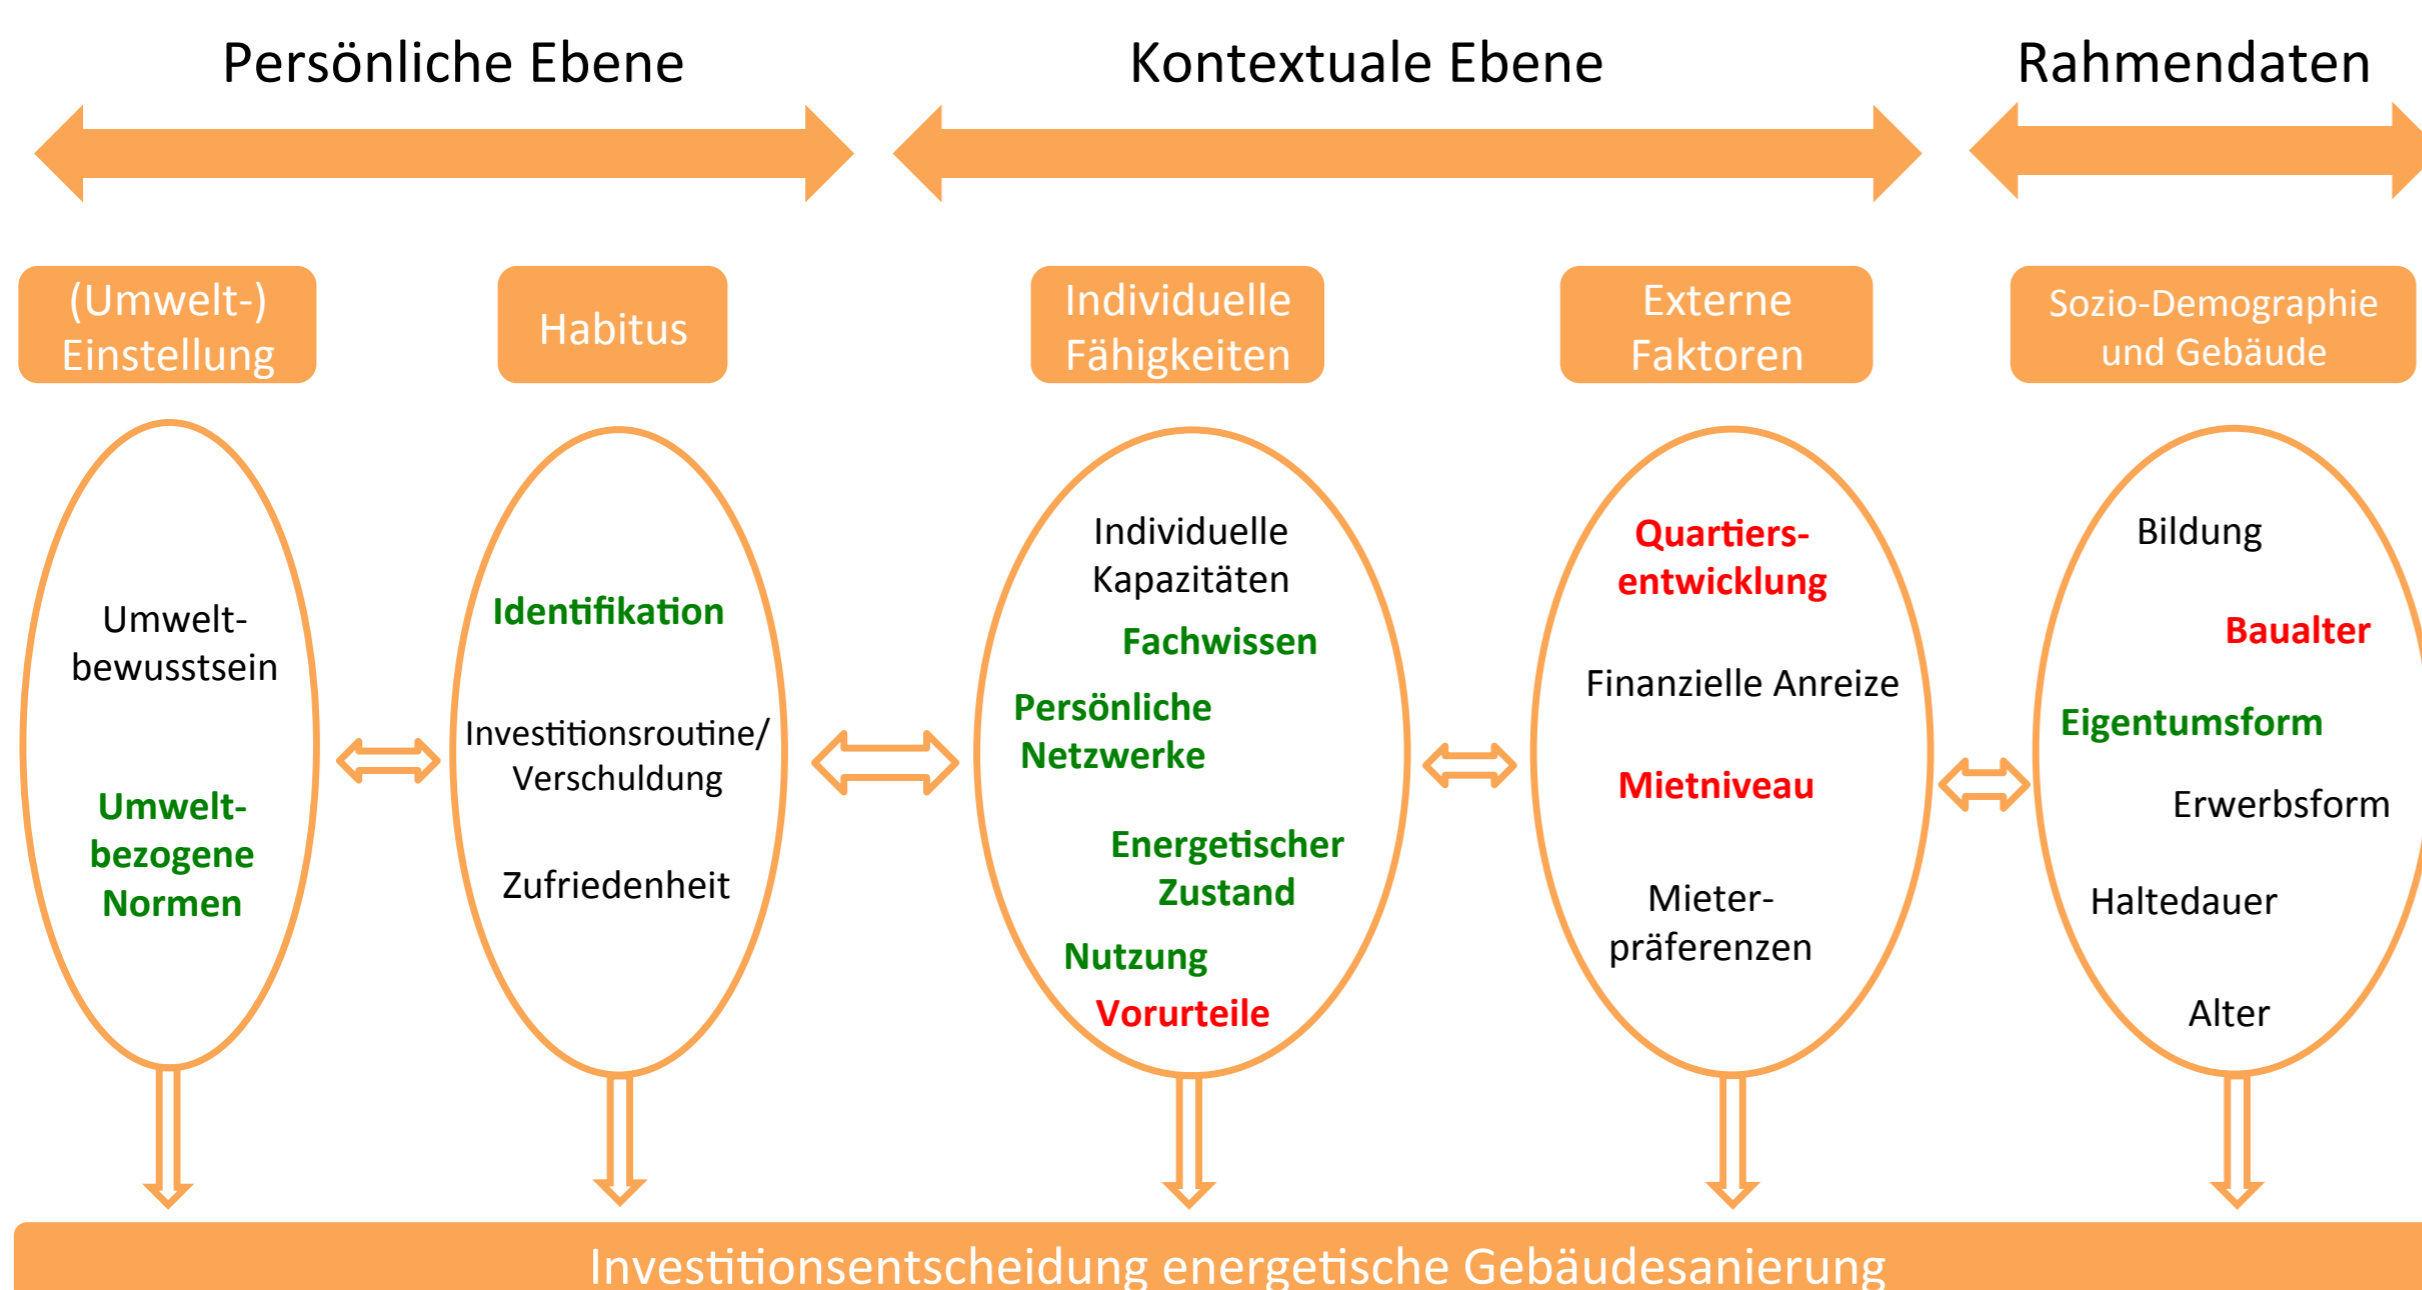 Persönliche Ebene
Kontextuale Ebene
Rahmendaten
(Umwelt-)
Einstellung
Habitus
Individuelle
Fähigkeiten
Externe
Faktoren
Sozio-Demographie
und Gebäude
Umwelt-
bewusstsein
Umwelt-
bezogene
Normen
Identifikation
Investitionsroutine/
Verschuldung
Zufriedenheit
Individuelle
Kapazitäten
Fachwissen
Persönliche
Netzwerke
Energetischer
Zustand
Nutzung
Vorurteile
Quartiers-
entwicklung
Finanzielle Anreize
Mietniveau
Mieter-
präferenzen
Bildung
Baualter
Eigentumsform
Erwerbsform
Haltedauer
Alter
Investitionsentscheidung energetische Gebäudesanierung